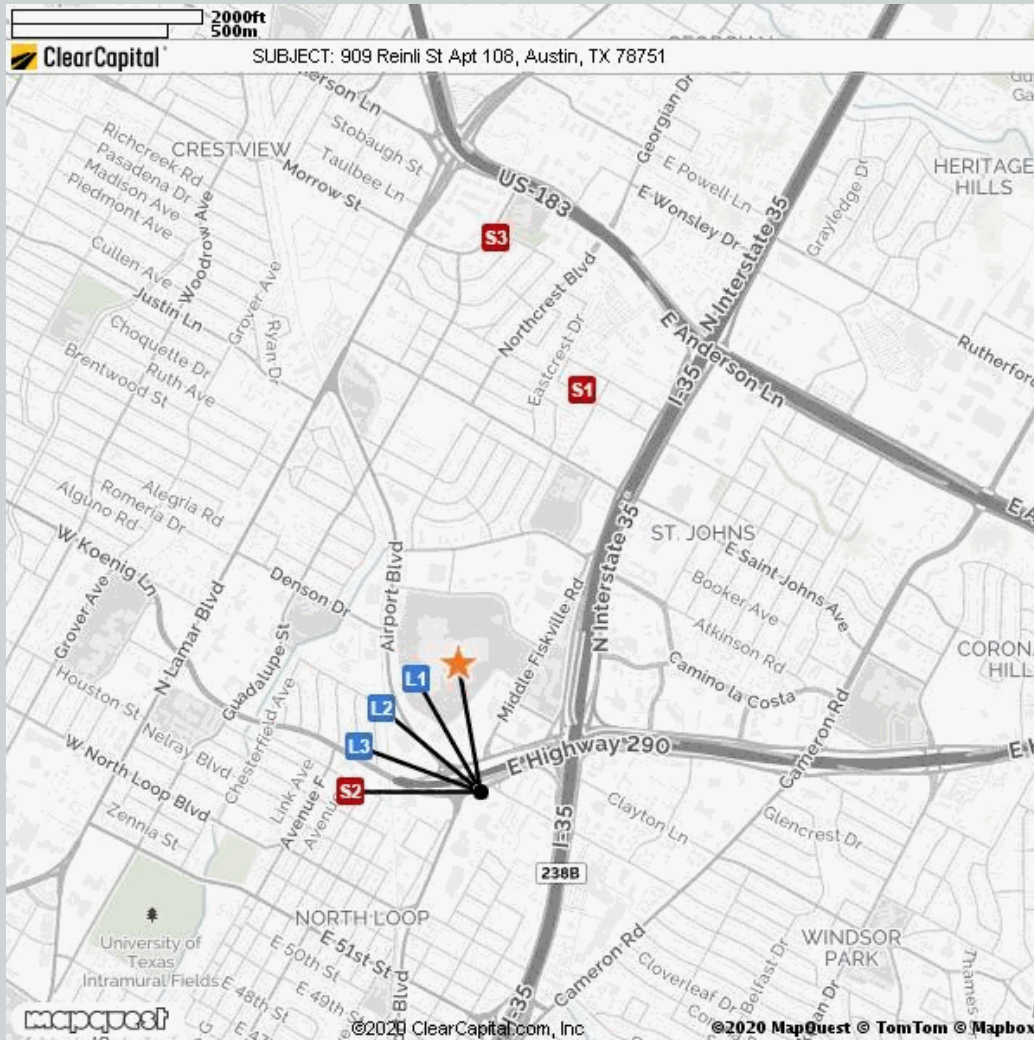 2000ft
500m
ClearCapital
SUBJECT: 909 Reinli St Apt 108, Austin, TX 78751
Stobaugh St
Georgian Dr
Richcreek Rd
CRESTVIEW
Taulbee Ln
E Powell Ln
HERITAGE
HILLS
Pasadena Dr
Madison Ave
Morrow St
US-183
Grayledge Dr
Piedmont Ave
Woodrow Ave
E Wonsley Dr
S3
N Interstate 35
Cullen Ave
Northcrest Blvd
Justin Ln
Grover Ave
Ryan Dr
E Anderson Ln
Choquette Dr
Rutherford
Brentwood St
Ruth Ave
Eastcrest Dr
S1
I-35
Alegria Rd
Romeria Dr
Alguno Rd
N Interstate 35
ST. JOHNS
W Koenig Ln
E Saint Johns Ave
Airport Blvd
Denson Dr
Booker Ave
Grover Ave
N Lamar Blvd
Middle Fiskville Rd
Atkinson Rd
Guadalupe St
L1
Camino la Costa
Houston St
Chesterfield Ave
L2
Cameron Rd
Nelray Blvd
L3
E Highway 290
W North Loop Blvd
Link Ave
Avenue F
S2
Zennia St
Clayton Ln
Glencrest Dr
I-35
238B
NORTH LOOP
University of
Texas
Intramural Fields
E 51st St
E 50th St
E 49th St
E 48th St
WINDSOR
PARK
Cameron Rd
Cloverleaf Dr
Belfast Dr
Thames
mapquest
©2020 ClearCapital.com, Inc
©2020 MapQuest © TomTom © Mapbox